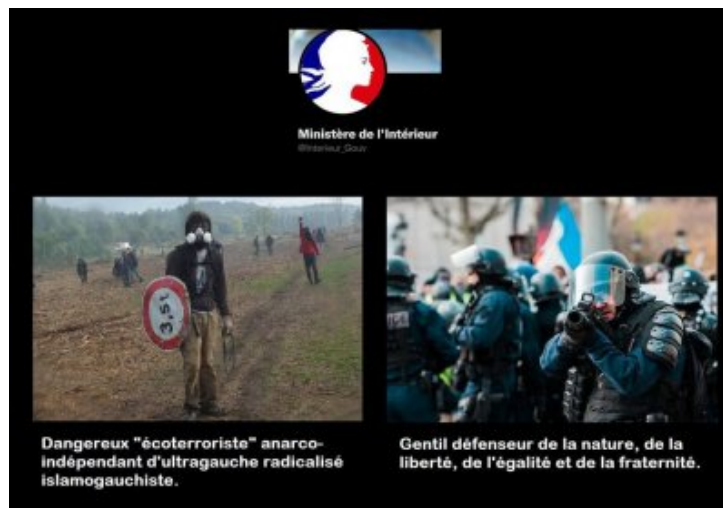 Ministère de l'Intérieur
@Interieur_Gouv
3,5t
Dangereux "écoterroriste" anarco-
indépendant d'ultragauche radicalisé
islamogauchiste.
Gentil défenseur de la nature, de la
liberté, de l'égalité et de la fraternité.